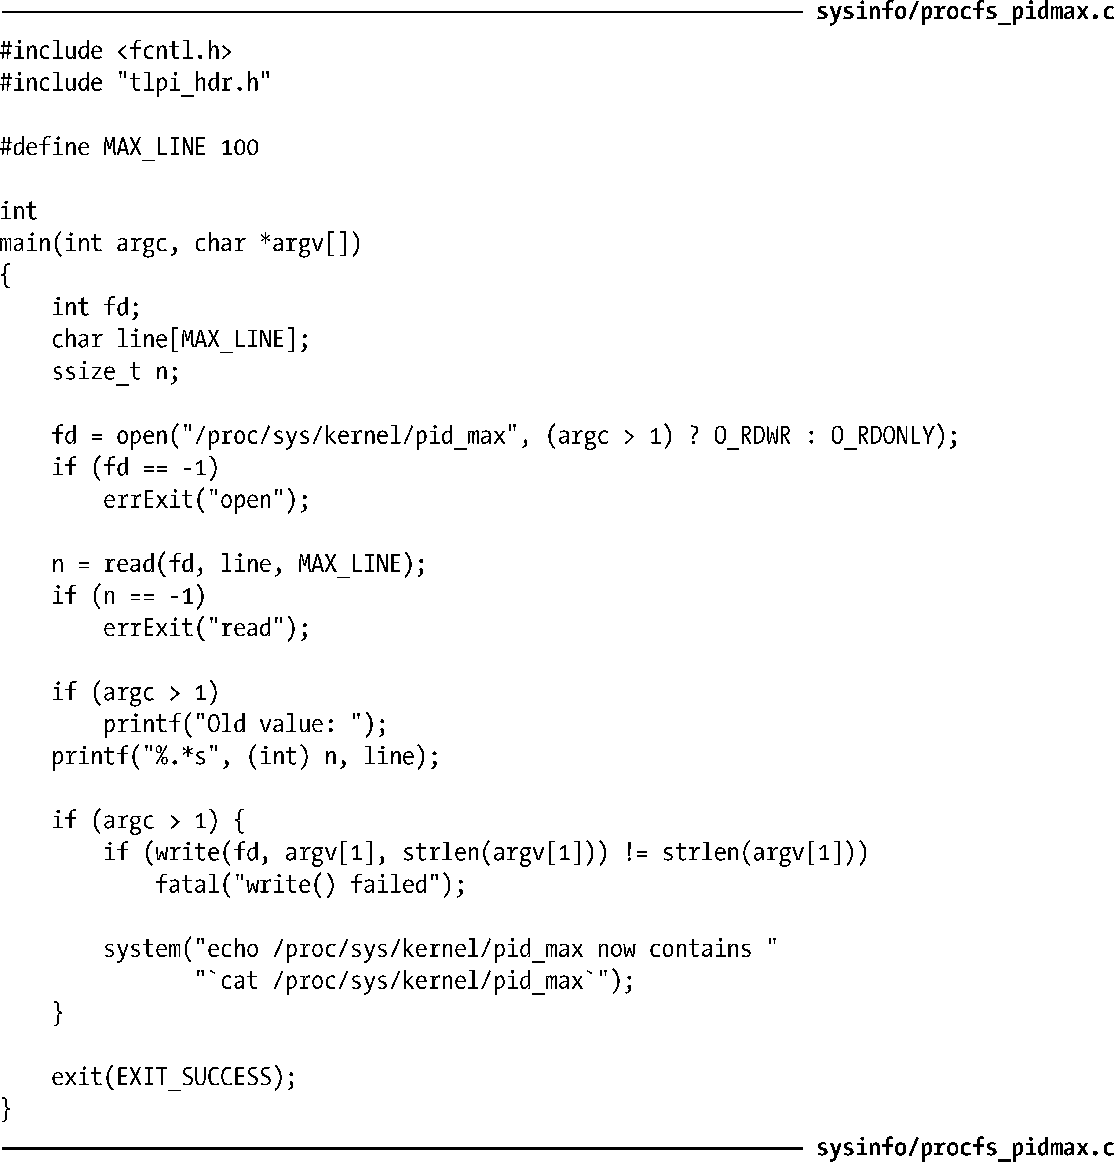 sysinfo/procfs_pidmax.c
#include <fcntl.h>
#include "tlpi_hdr.h"

#define MAX_LINE 100

int
main(int argc, char *argv[])
{
    int fd;
    char line[MAX_LINE];
    ssize_t n;

    fd = open("/proc/sys/kernel/pid_max", (argc > 1) ? O_RDWR : O_RDONLY);
    if (fd == -1)
        errExit("open");

    n = read(fd, line, MAX_LINE);
    if (n == -1)
        errExit("read");

    if (argc > 1)
        printf("Old value: ");
    printf("%.*s", (int) n, line);

    if (argc > 1) {
        if (write(fd, argv[1], strlen(argv[1])) != strlen(argv[1]))
            fatal("write() failed");

        system("echo /proc/sys/kernel/pid_max now contains "
               "`cat /proc/sys/kernel/pid_max`");
    }

    exit(EXIT_SUCCESS);
}
sysinfo/procfs_pidmax.c